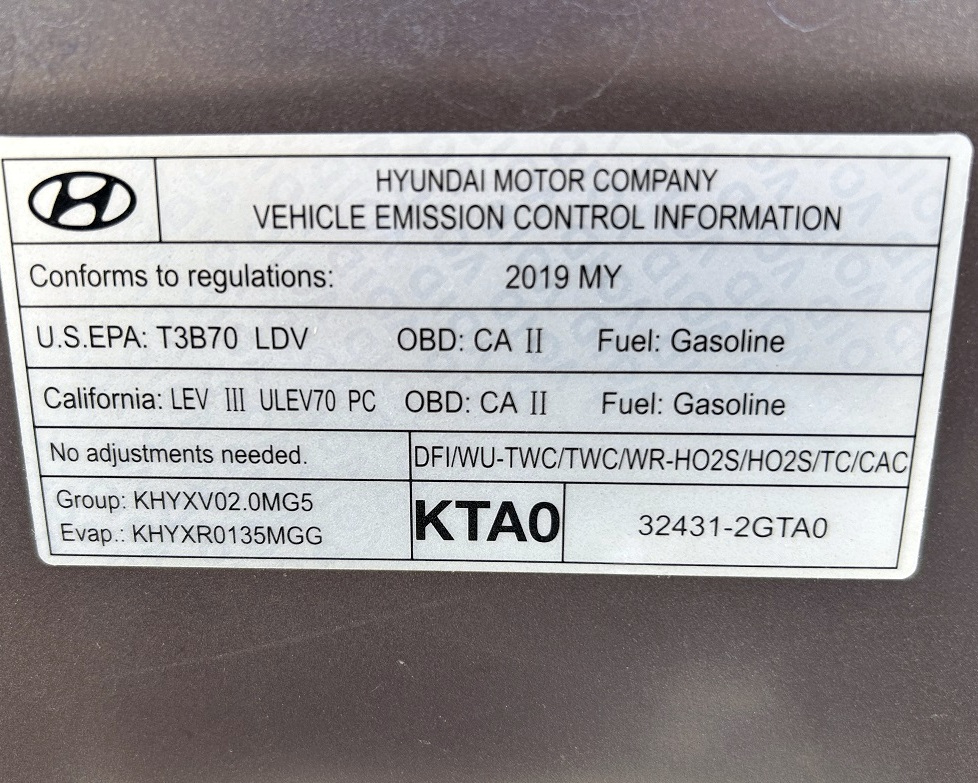 HYUNDAI MOTOR COMPANY
VEHICLE EMISSION CONTROL INFORMATION
Conforms to regulations: 2019 MY
U.S.EPA: T3B70 LDV OBD: CA II Fuel: Gasoline
California: LEV III ULEV70 PC OBD: CA II Fuel: Gasoline
No adjustments needed. DFI/WU-TWC/TWC/WR-HO2S/HO2S/TC/CAC
Group: KHYXV02.0MG5
Evap.: KHYXR0135MGG
KTA0
32431-2GTA0